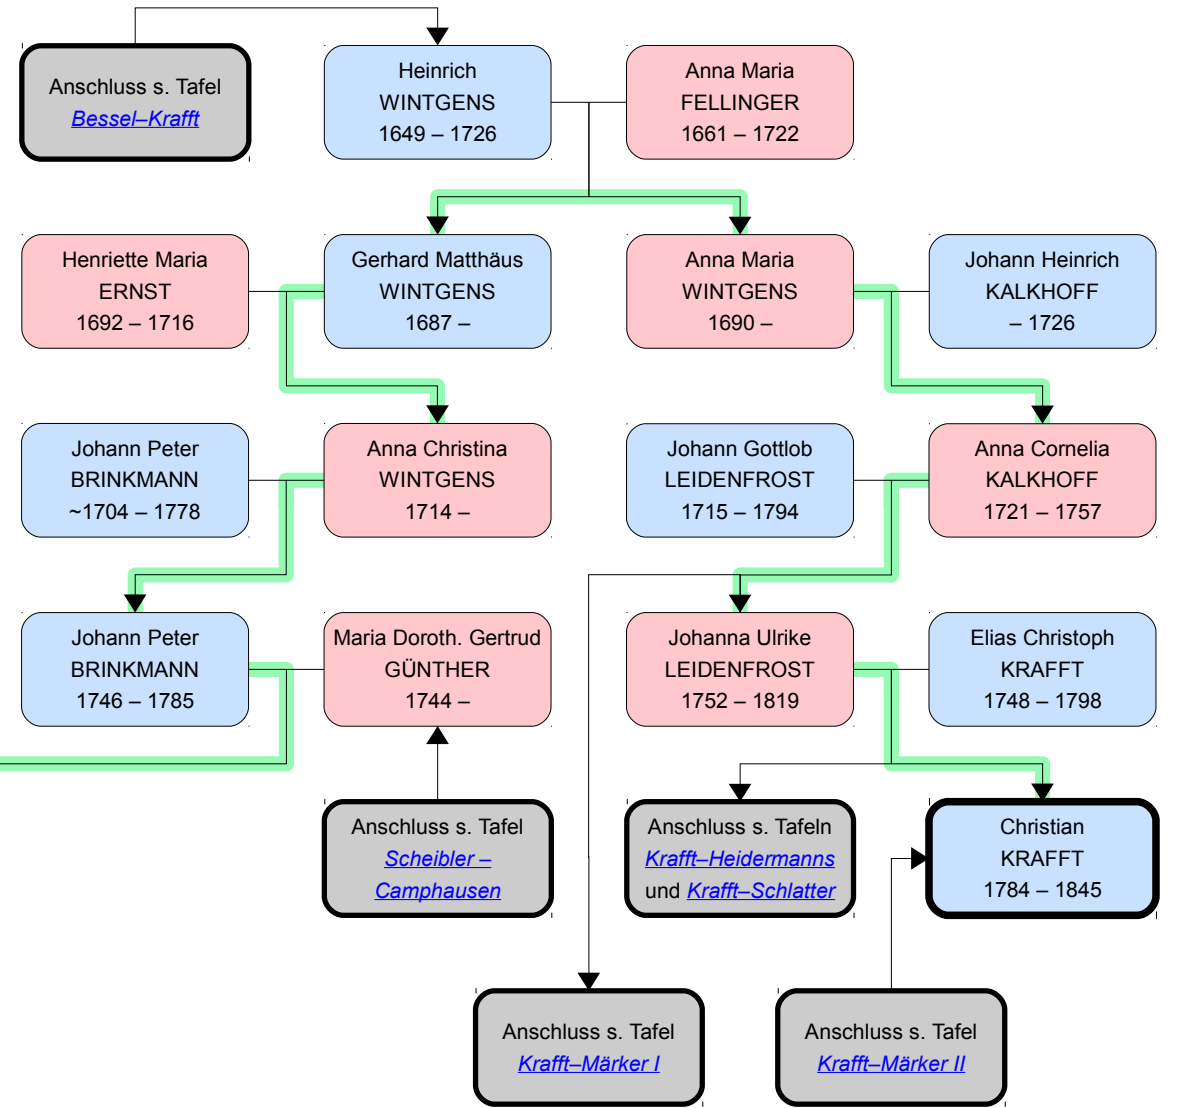 Anschluss s. Tafel
Bessel–Krafft
Heinrich
WINTGENS
1649 – 1726
Anna Maria
FELLINGER
1661 – 1722
Henriette Maria
ERNST
1692 – 1716
Gerhard Matthäus
WINTGENS
1687 –
Anna Maria
WINTGENS
1690 –
Johann Heinrich
KALKHOFF
– 1726
Johann Peter
BRINKMANN
~1704 – 1778
Anna Christina
WINTGENS
1714 –
Johann Gottlob
LEIDENFROST
1715 – 1794
Anna Cornelia
KALKHOFF
1721 – 1757
Johann Peter
BRINKMANN
1746 – 1785
Maria Doroth. Gertrud
GÜNTHER
1744 –
Johanna Ulrike
LEIDENFROST
1752 – 1819
Elias Christoph
KRAFFT
1748 – 1798
Anschluss s. Tafel
Scheibler –
Camphausen
Anschluss s. Tafeln
Krafft–Heidermanns
und Krafft–Schlatter
Christian
KRAFFT
1784 – 1845
Anschluss s. Tafel
Krafft–Märker I
Anschluss s. Tafel
Krafft–Märker II